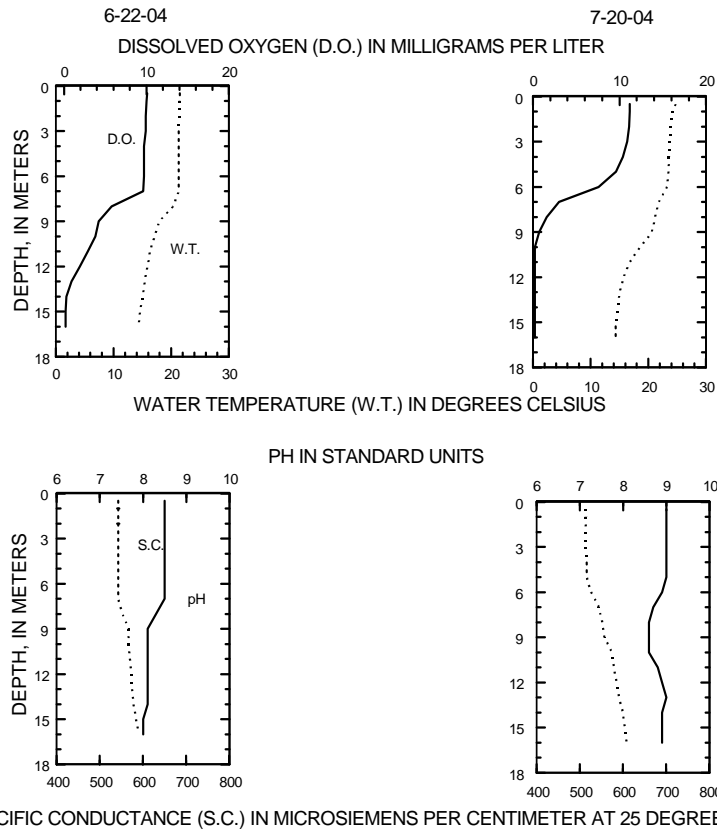 6-22-04 7-20-04
DISSOLVED OXYGEN (D.O.) IN MILLIGRAMS PER LITER
0 10 20 0 10 20
0 0
3 D.O. 3
6 6
9 9
W.T.
12 12
15 15
18 18
DEPTH, IN METERS
0 10 20 30 0 10 20 30
WATER TEMPERATURE (W.T.) IN DEGREES CELSIUS
PH IN STANDARD UNITS
6 7 8 9 10 6 7 8 9 10
0 0
3 S.C. 3
6 pH 6
9 9
12 12
15 15
18 18
DEPTH, IN METERS
400 500 600 700 800 400 500 600 700 800
CIFIC CONDUCTANCE (S.C.) IN MICROSIEMENS PER CENTIMETER AT 25 DEGREE